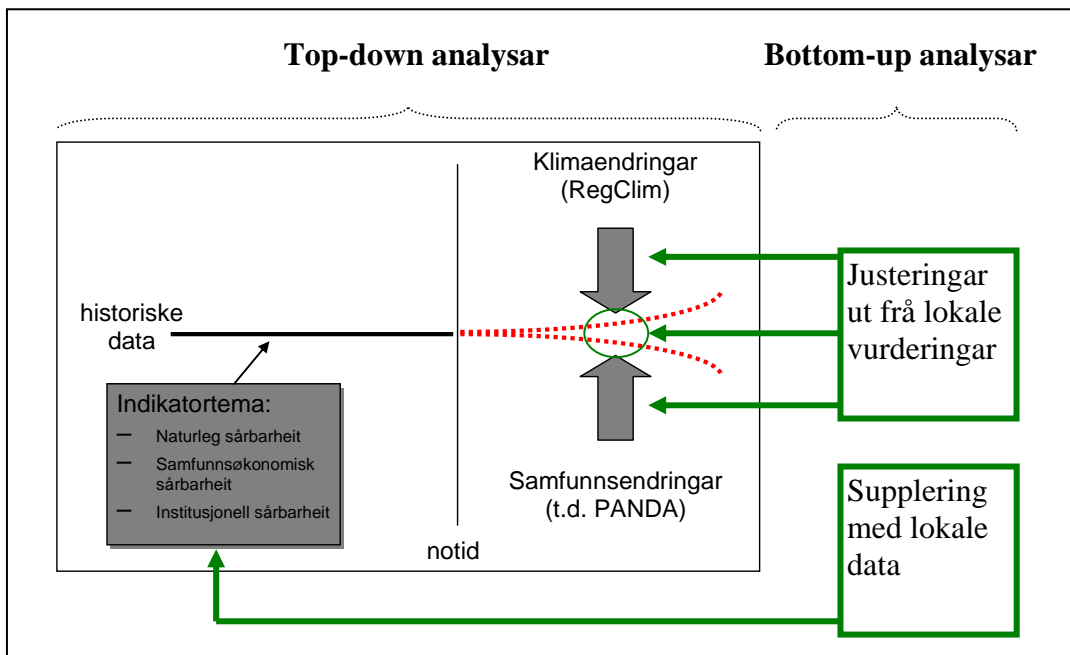 Top-down analysar
Bottom-up analysar
Klimaendringar
(RegClim)
historiske
data
Indikatortema:
– Naturleg sårbarheit
– Samfunnsøkonomisk
sårbarheit
– Institusjonell sårbarheit
notid
Samfunnsendringar
(t.d. PANDA)
Justeringar
ut frå lokale
vurderingar
Supplering
med lokale
data